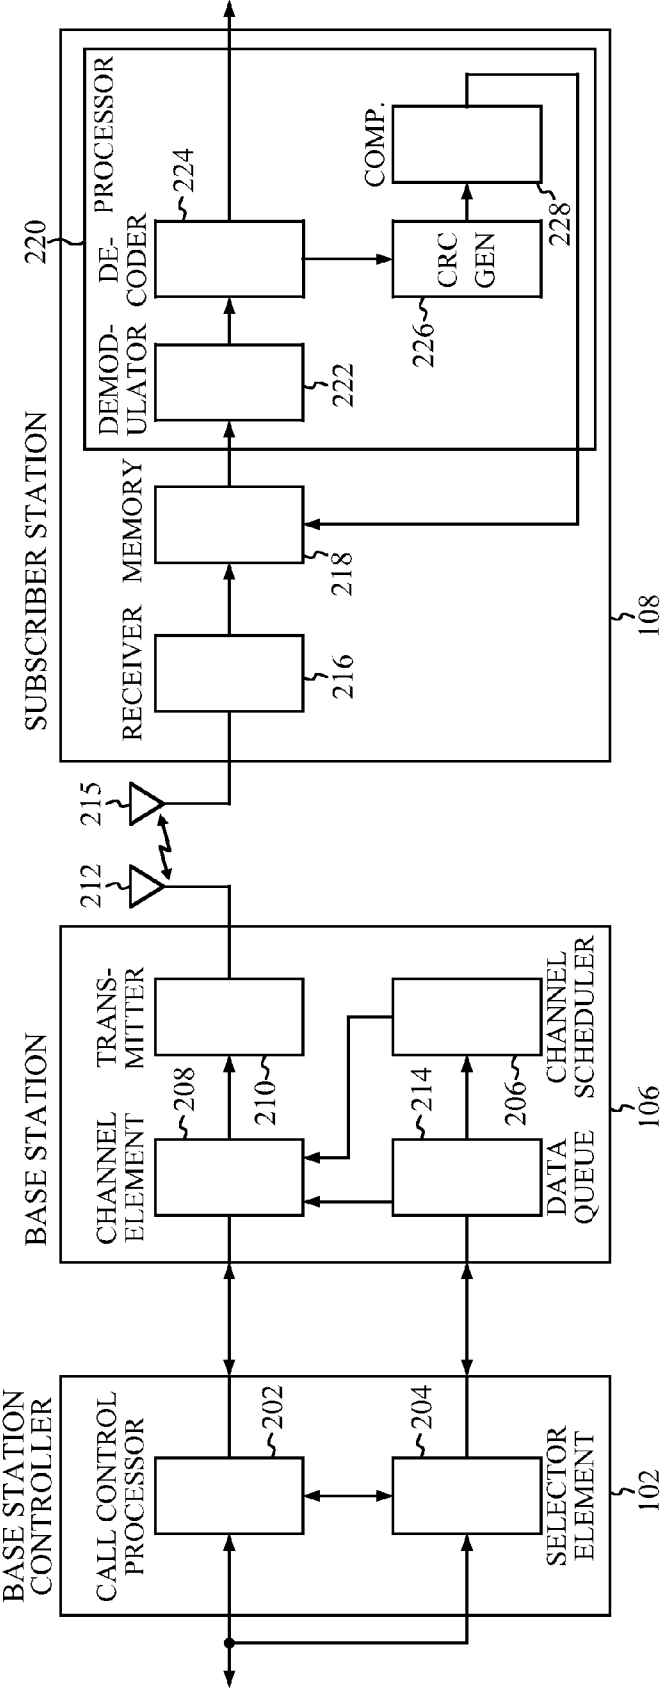 BASE STATION
CONTROLLER
CALL CONTROL
PROCESSOR
202
204
SELECTOR
ELEMENT
102
BASE STATION
CHANNEL
ELEMENT
208
TRANS-
MITTER
210
214
DATA
QUEUE
206
CHANNEL
SCHEDULER
106
212
215
SUBSCRIBER STATION
RECEIVER
216
MEMORY
218
220
PROCESSOR
DEMOD-
ULATOR
222
DE-
CODER
224
226
CRC
GEN
COMP.
228
108